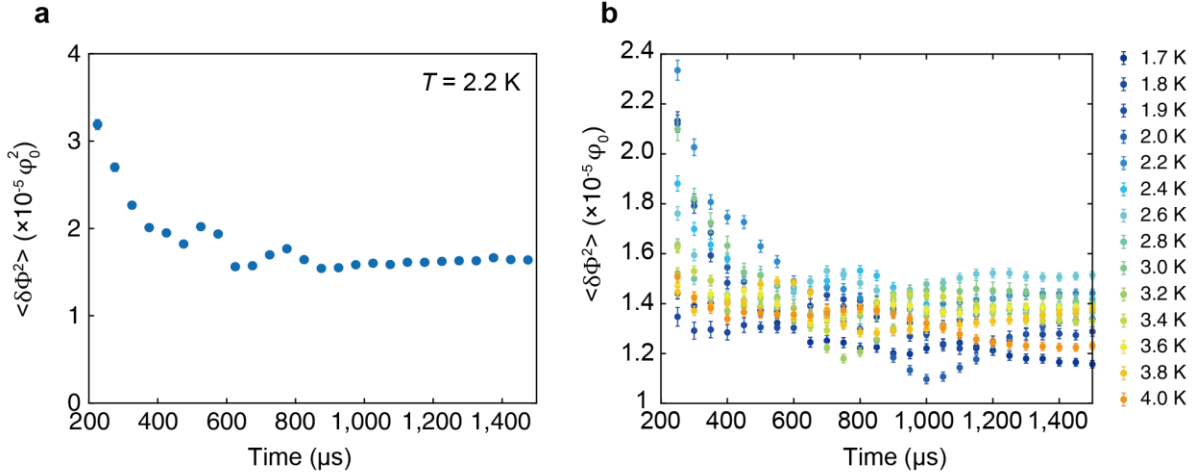 a
<δΦ²> (×10⁻⁵ φ₀²)
4
3
2
1
0
T = 2.2 K
200 400 600 800 1,000 1,200 1,400
Time (μs)
b
<δΦ²> (×10⁻⁵ φ₀)
2.4
2.2
2.0
1.8
1.6
1.4
1.2
1
200 400 600 800 1,000 1,200 1,400
Time (μs)
1.7 K
1.8 K
1.9 K
2.0 K
2.2 K
2.4 K
2.6 K
2.8 K
3.0 K
3.2 K
3.4 K
3.6 K
3.8 K
4.0 K